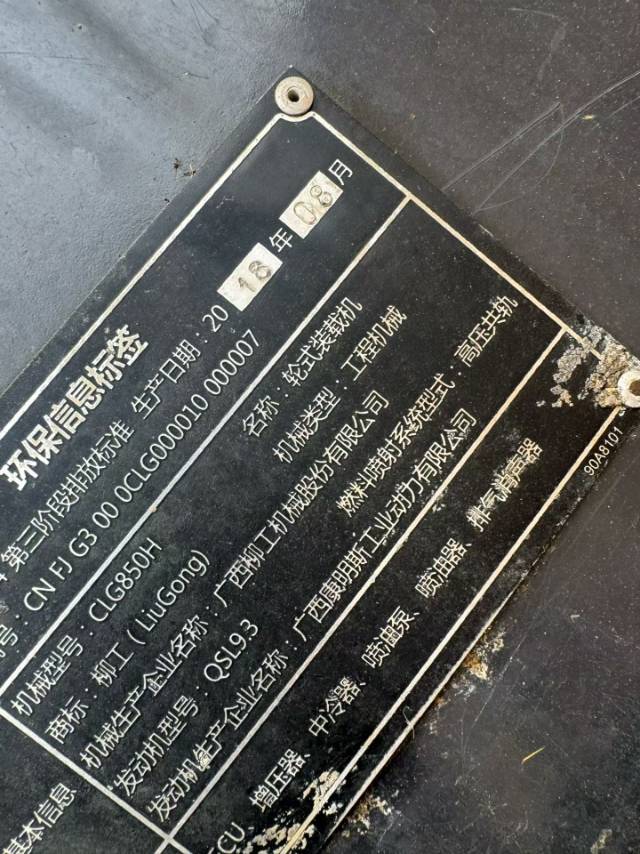 环保信息标签
第三阶段排放标准 生产日期：2018年08月
号：CN FJ G3 00 0CLG000010 000007
机械型号：CLG850H 名称：轮式装载机
商标：柳工（LiuGong） 机械类型：工程机械
机械生产企业名称：广西柳工机械股份有限公司
发动机型号：QSL9.3 燃料喷射系统型式：高压共轨
发动机生产企业名称：广西康明斯工业动力有限公司
基本信息
CU、增压器、中冷器、喷油泵、喷油器、排气消声器
90A8101